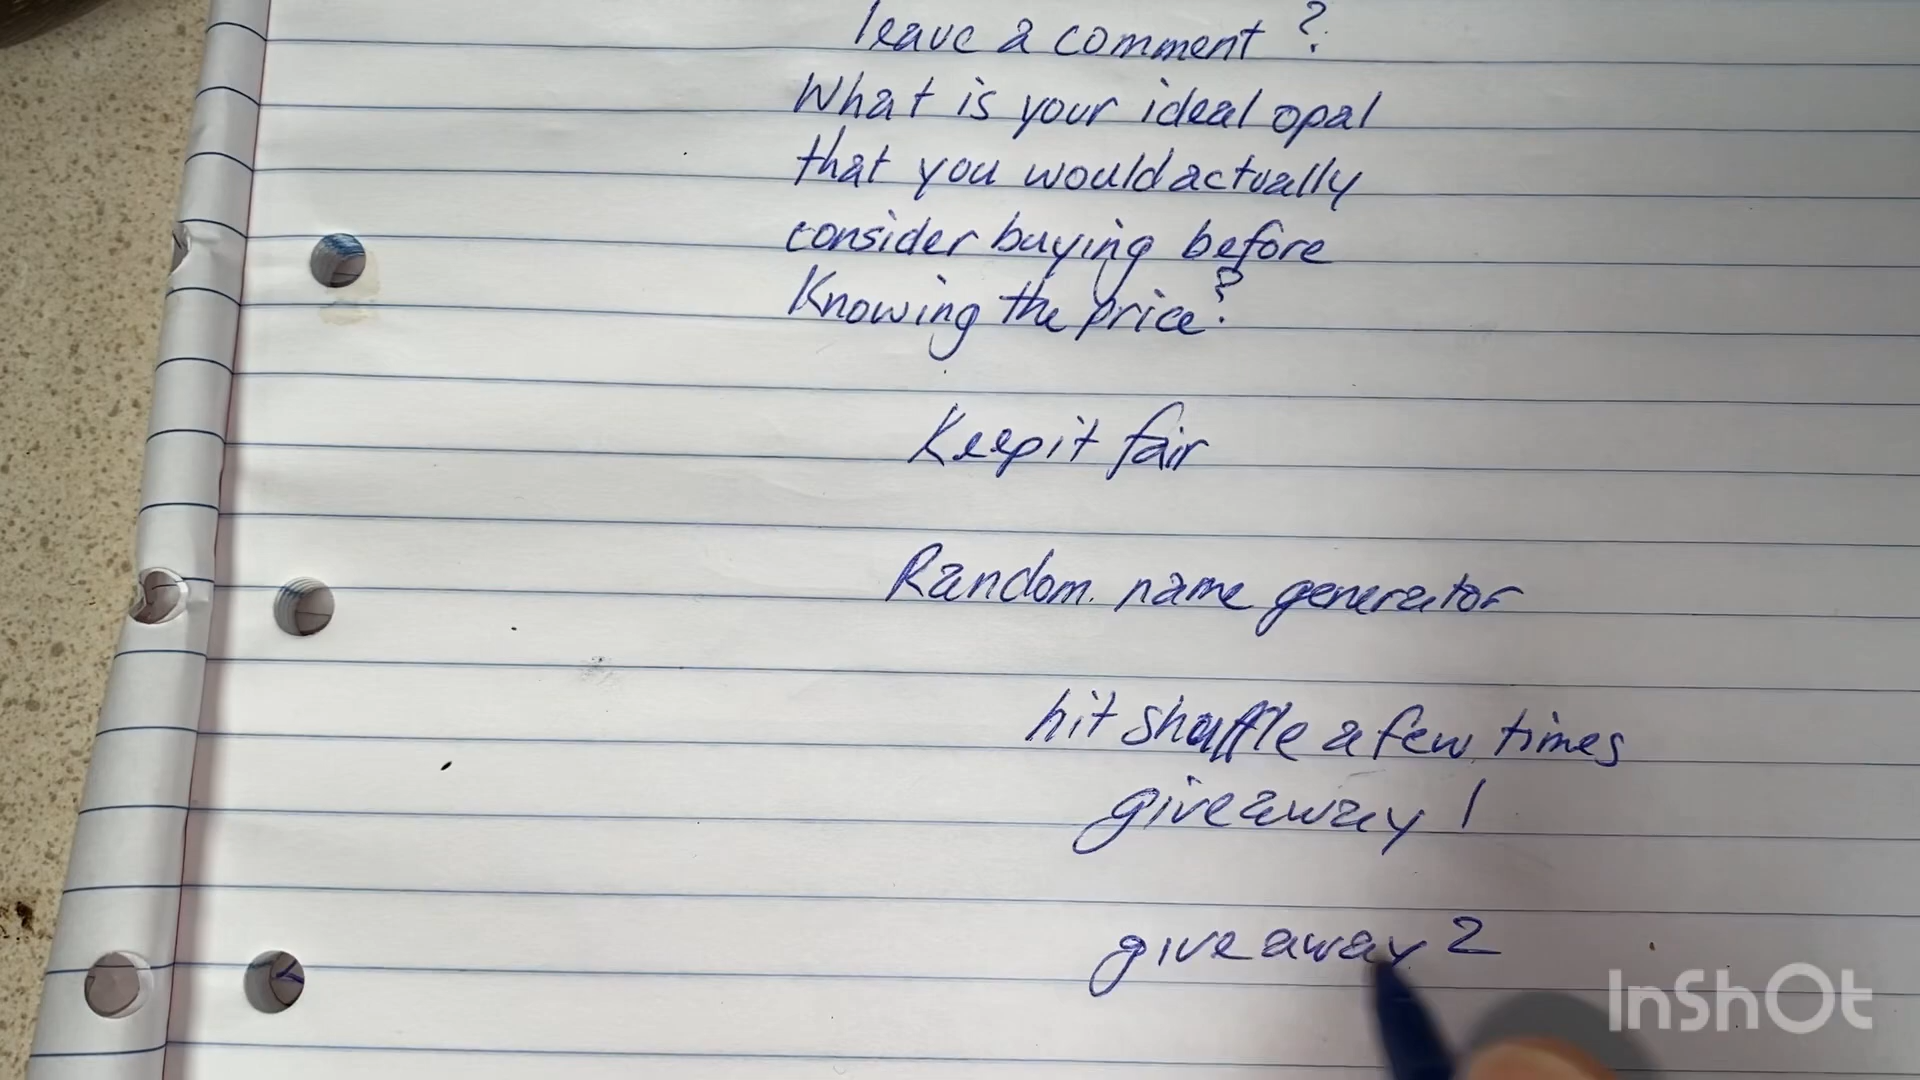 leave a comment?
What is your ideal opal
that you would actually
consider buying before
Knowing the price?
Keep it fair
Random name generator
hit shuffle a few times
giveaway 1
giveaway 2
InShOt